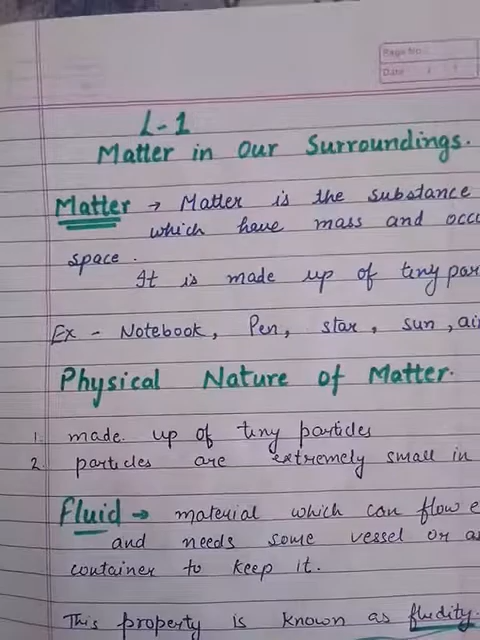 Page No.
Date
L-1
Matter in Our Surroundings.
Matter → Matter is the substance
which have mass and
space.
It is made up of tiny
Ex - Notebook, Pen, star, sun,
Physical Nature of Matter.
1. made. up of tiny particles
2. particles are extremely small in
Fluid → material which can flow
and needs some vessel or
container to keep it.
This property is known as fluidity.